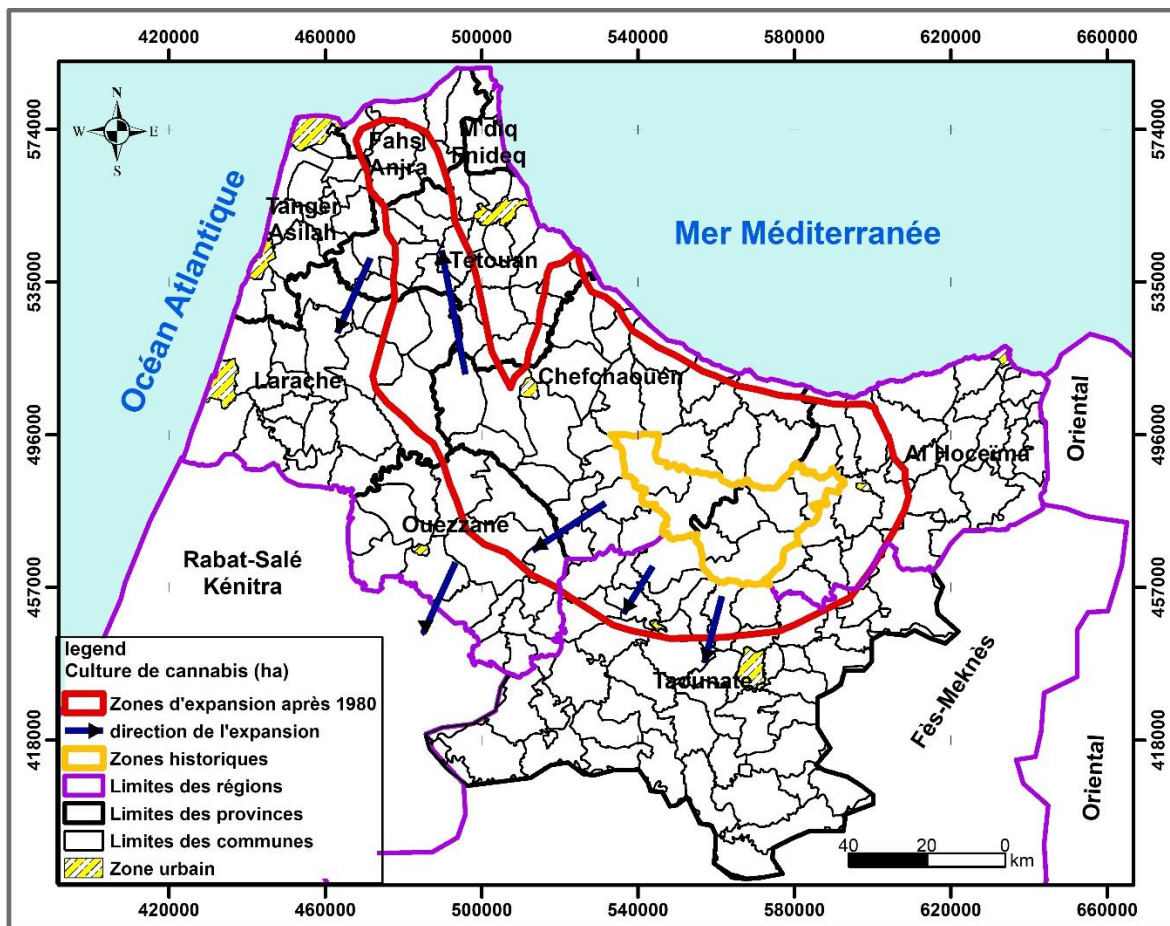 420000 460000 500000 540000 580000 620000 660000
N
W E
S
574000
535000
496000
457000
418000
574000
535000
496000
457000
418000
Océan Atlantique
Mer Méditerranée
Fahs
Anjra
M'diq
Fnideq
Tanger
Asilah
Tétouan
Larache
Chefchaouen
Al Hoceïma
Oriental
Ouezzane
Rabat-Salé
Kénitra
Taounate
Fès-Meknès
Oriental
legend
Culture de cannabis (ha)
Zones d'expansion après 1980
direction de l'expansion
Zones historiques
Limites des régions
Limites des provinces
Limites des communes
Zone urbain
40 20 0
km
420000 460000 500000 540000 580000 620000 660000